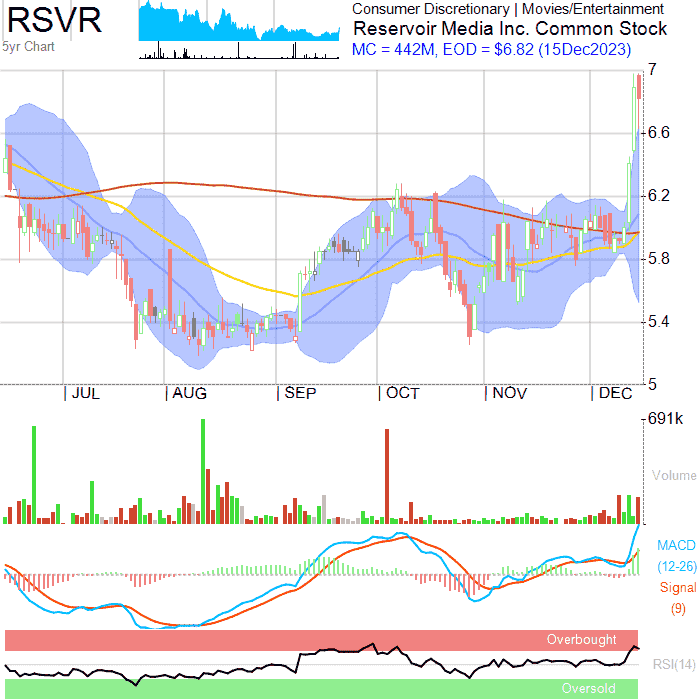 RSVR
5yr Chart
Consumer Discretionary | Movies/Entertainment
Reservoir Media Inc. Common Stock
MC = 442M, EOD = $6.82 (15Dec2023)
7
6.6
6.2
5.8
5.4
5
JUL AUG SEP OCT NOV DEC
691k
Volume
MACD
(12-26)
Signal
(9)
Overbought
RSI(14)
Oversold